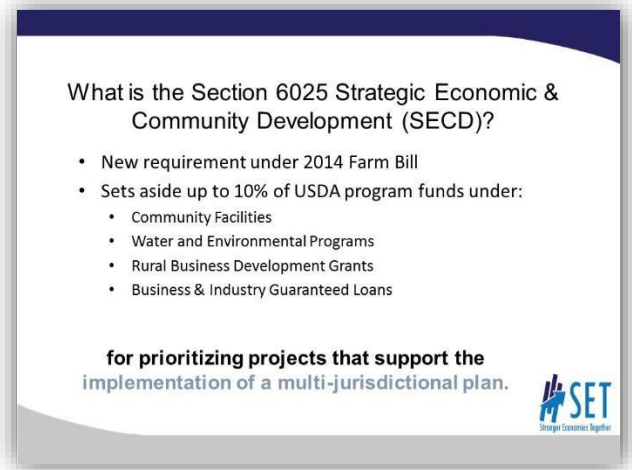 What is the Section 6025 Strategic Economic &
Community Development (SECD)?
• New requirement under 2014 Farm Bill
• Sets aside up to 10% of USDA program funds under:
• Community Facilities
• Water and Environmental Programs
• Rural Business Development Grants
• Business & Industry Guaranteed Loans
for prioritizing projects that support the
implementation of a multi-jurisdictional plan.
SET
Stronger Economies Together